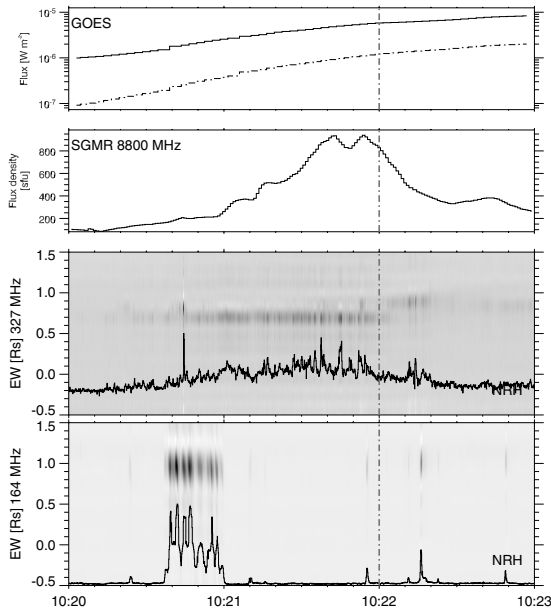 GOES
Flux [W m²]
10⁻⁵
10⁻⁶
10⁻⁷
SGMR 8800 MHz
Flux density
[sfu]
800
600
400
200
EW [Rs] 327 MHz
1.5
1.0
0.5
0.0
-0.5
NRH
EW [Rs] 164 MHz
1.5
1.0
0.5
0.0
-0.5
NRH
10:20 10:21 10:22 10:23